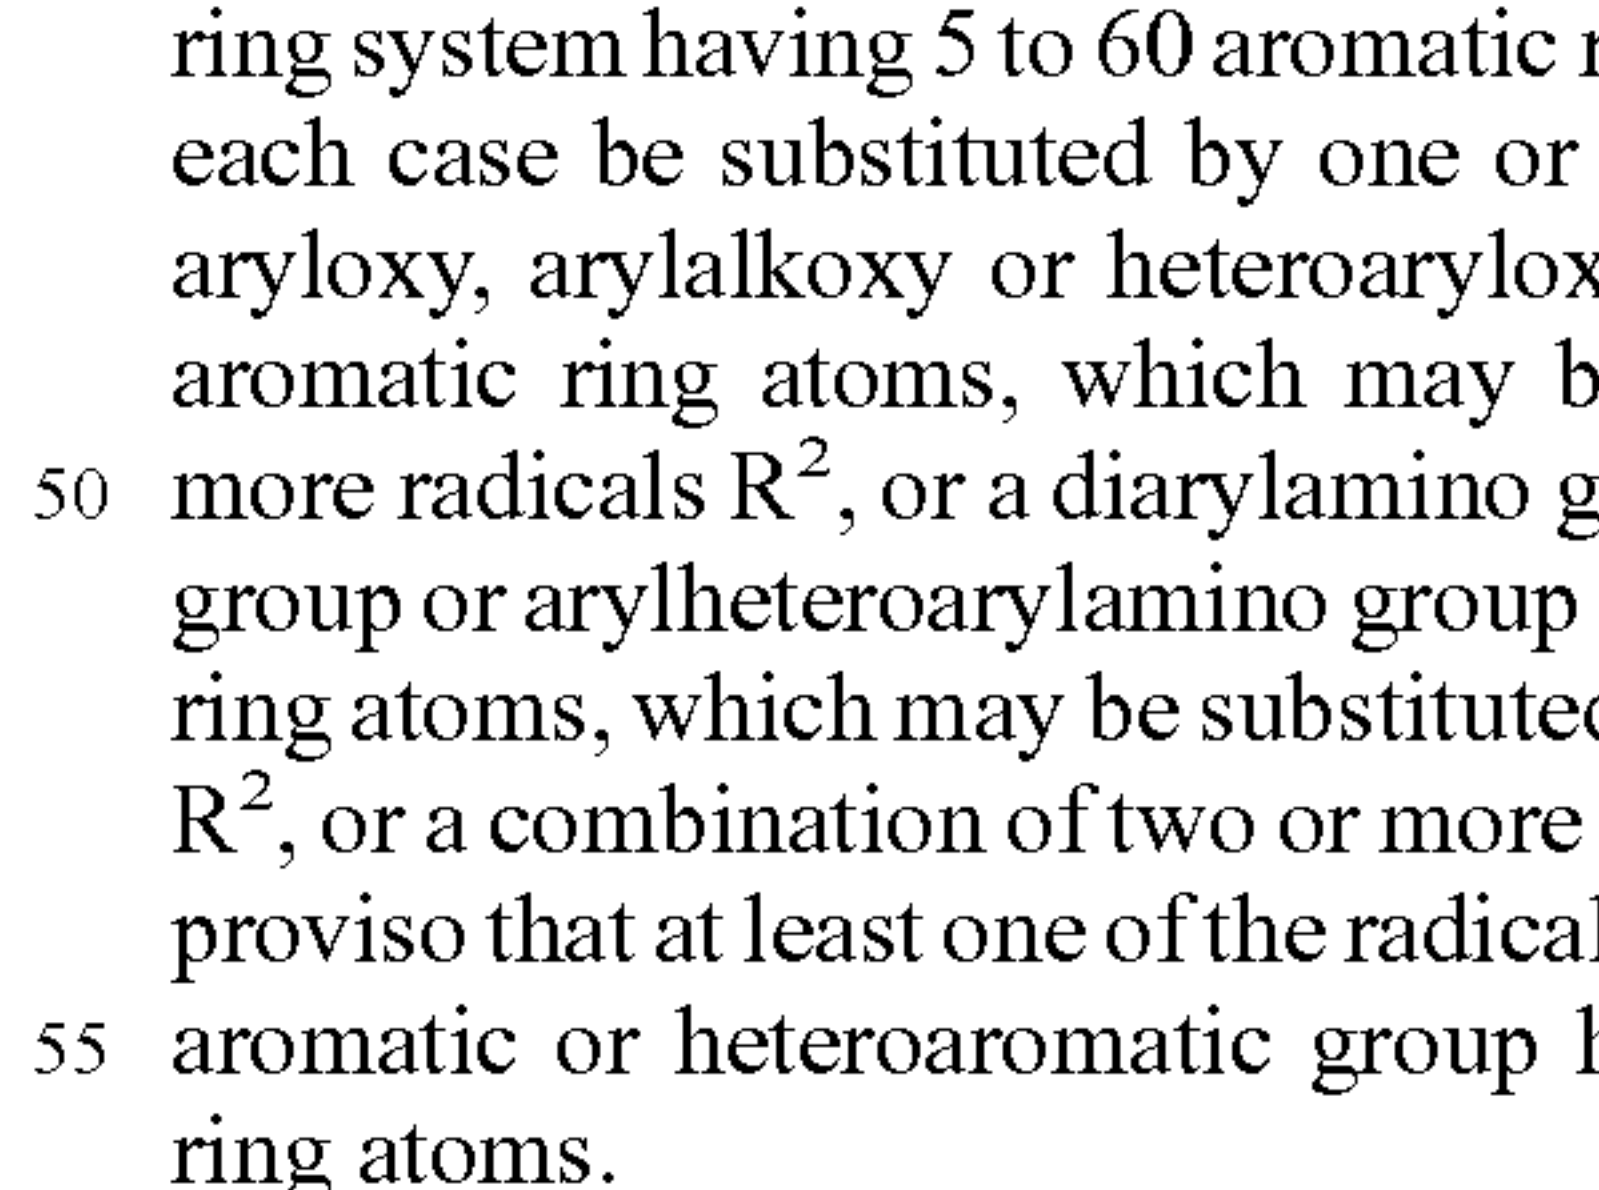 ring system having 5 to 60 aromatic
each case be substituted by one or
aryloxy, arylalkoxy or
aromatic ring atoms, which may
50 more radicals R², or a diarylamino
group or arylheteroarylamino group
ring atoms, which may be substituted
R², or a combination of two or more
proviso that at least one of the
55 aromatic or heteroaromatic group
ring atoms.